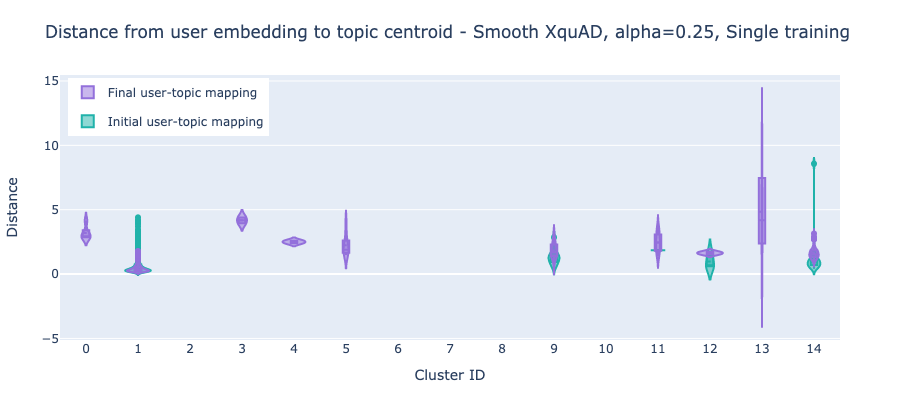 Distance from user embedding to topic centroid - Smooth XquAD, alpha=0.25, Single training
Final user-topic mapping
Initial user-topic mapping
Distance
15
10
5
0
−5
0 1 2 3 4 5 6 7 8 9 10 11 12 13 14
Cluster ID